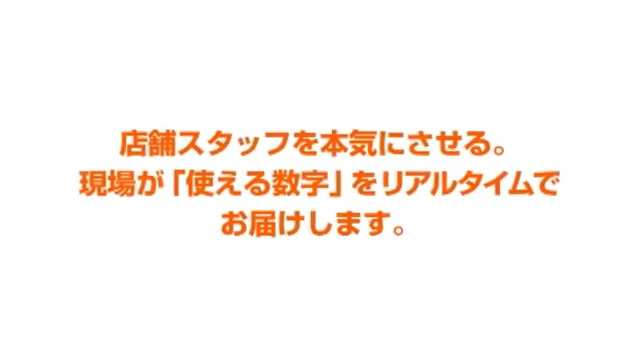 店舗スタッフを本気にさせる。
現場が「使える数字」をリアルタイムで
お届けします。